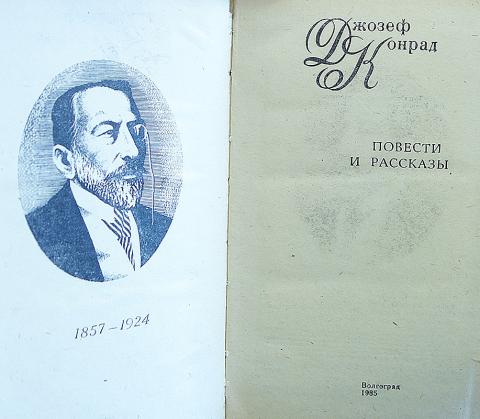 1857–1924
Джозеф
Конрад
ПОВЕСТИ
И РАССКАЗЫ
Волгоград
1985